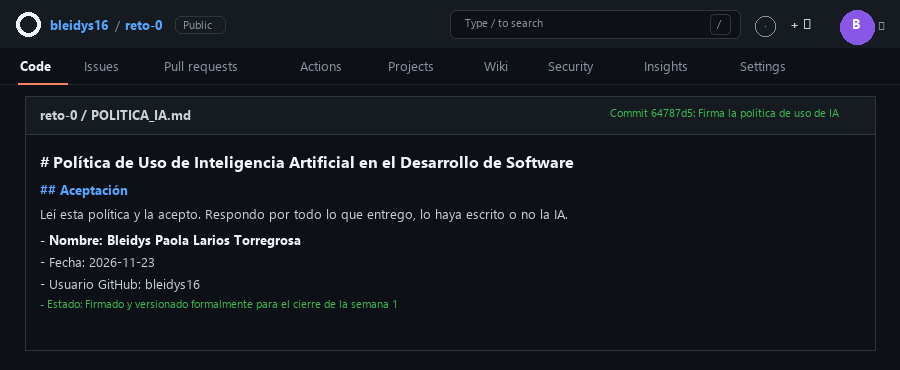 bleidys16 / reto-0 Public Type / to search / + B
Code Issues Pull requests Actions Projects Wiki Security Insights Settings
reto-0 / POLITICA_IA.md Commit 64787d5: Firma la política de uso de IA
# Política de Uso de Inteligencia Artificial en el Desarrollo de Software
## Aceptación
Leí esta política y la acepto. Respondo por todo lo que entrego, lo haya escrito o no la IA.
- Nombre: Bleidys Paola Larios Torregrosa
- Fecha: 2026-11-23
- Usuario GitHub: bleidys16
- Estado: Firmado y versionado formalmente para el cierre de la semana 1